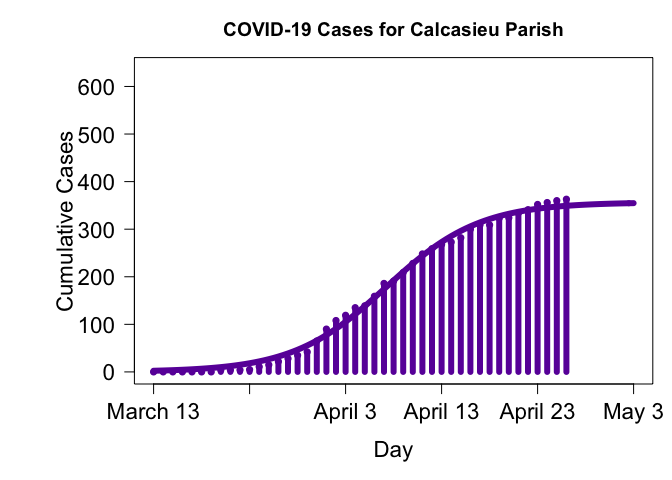 COVID-19 Cases for Calcasieu Parish
600
500
400
300
200
100
0
Cumulative Cases
March 13 April 3 April 13 April 23 May 3
Day